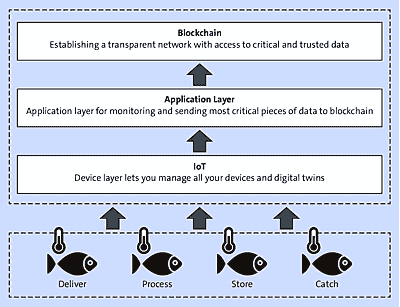 Blockchain
Establishing a transparent network with access to critical and trusted data
Application Layer
Application layer for monitoring and sending most critical pieces of data to blockchain
IoT
Device layer lets you manage all your devices and digital twins
Deliver
Process
Store
Catch